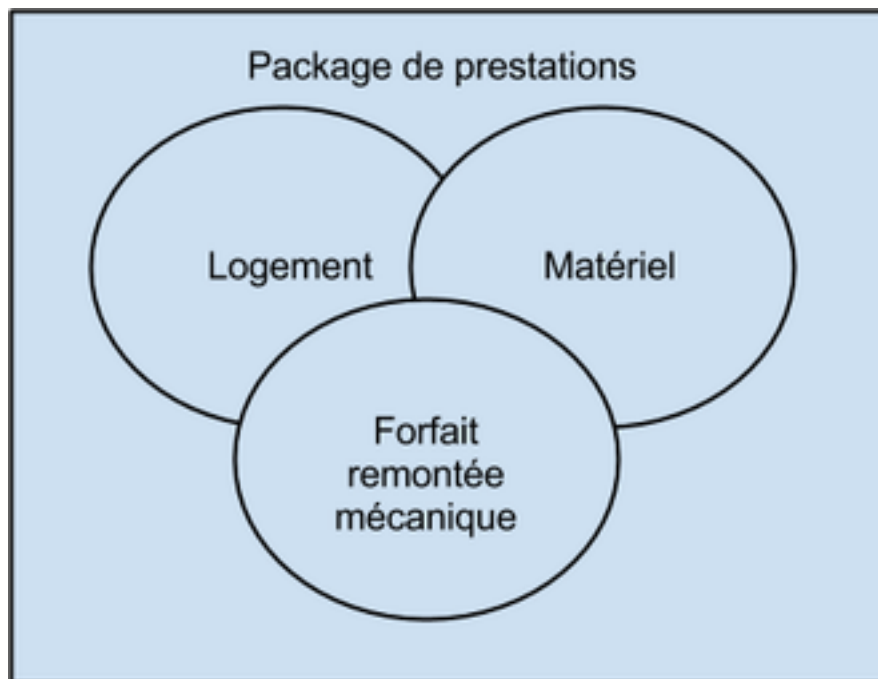 Package de prestations
Logement
Matériel
Forfait
remontée
mécanique